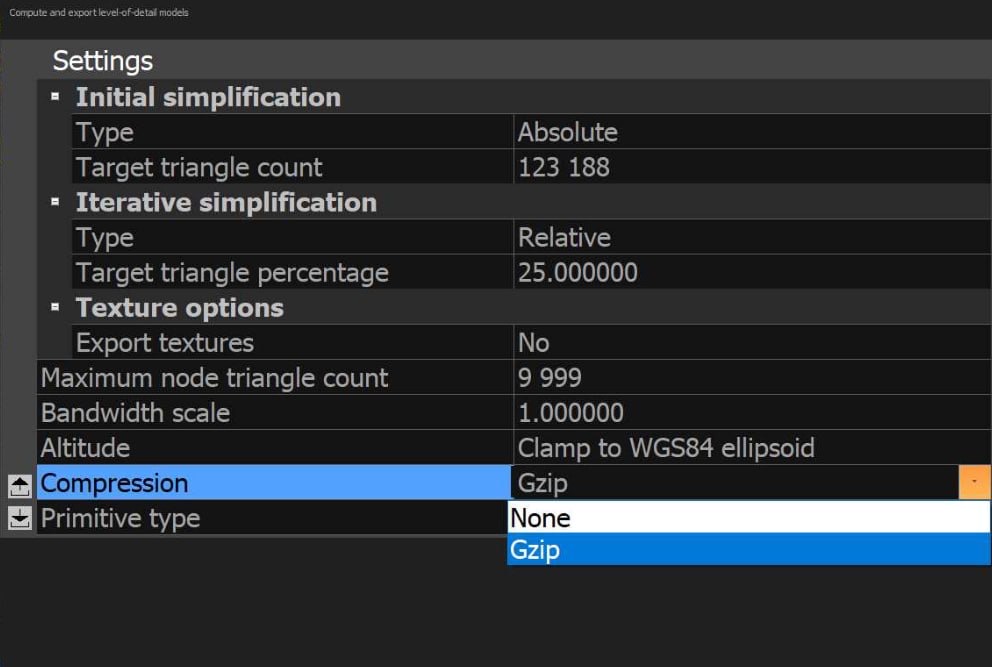 Compute and export level-of-detail models
Settings
Initial simplification
Type Absolute
Target triangle count 123 188
Iterative simplification
Type Relative
Target triangle percentage 25.000000
Texture options
Export textures No
Maximum node triangle count 9 999
Bandwidth scale 1.000000
Altitude Clamp to WGS84 ellipsoid
Compression Gzip
Primitive type None
Gzip